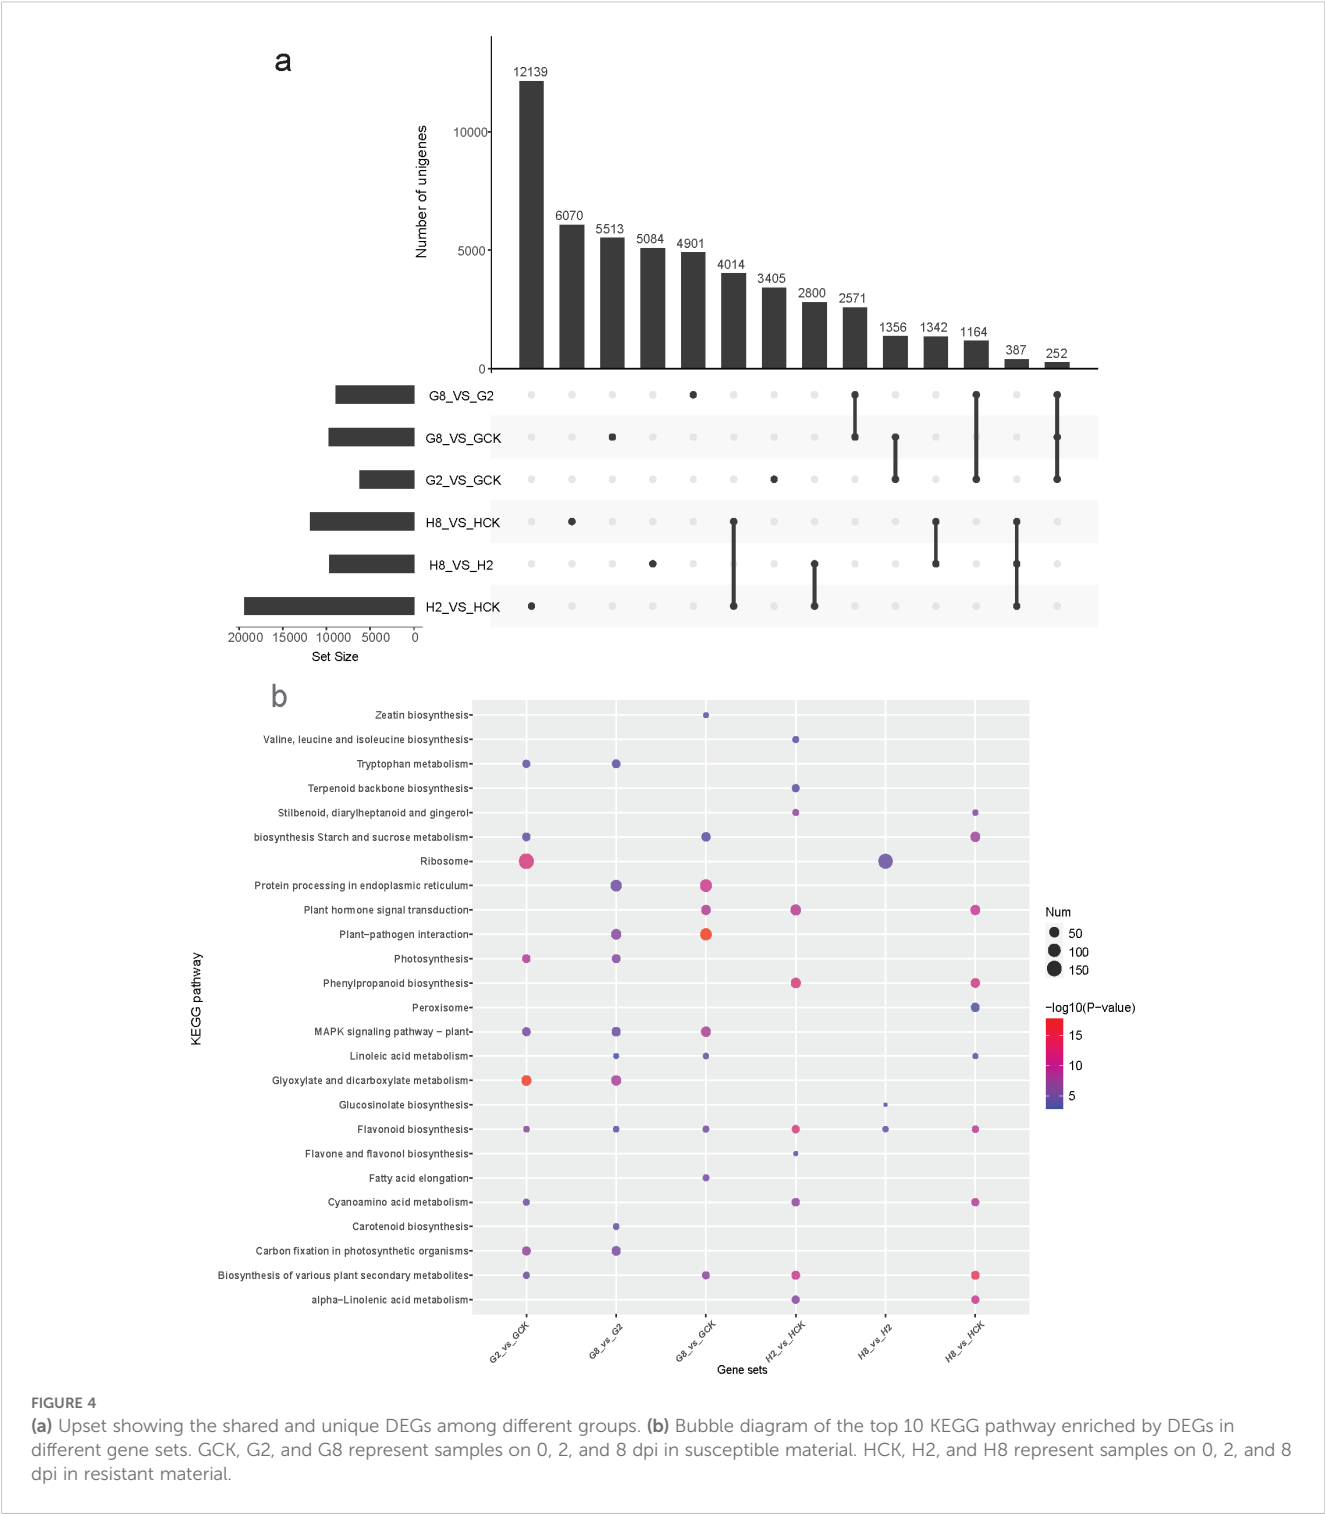 a
12139
10000
6070
5513
5084
4901
5000
4014
3405
2800
2571
1356
1342
1164
387
252
0
Number of unigenes
G8_VS_G2
G8_VS_GCK
G2_VS_GCK
H8_VS_HCK
H8_VS_H2
H2_VS_HCK
20000 15000 10000 5000 0
Set Size
b
Zeatin biosynthesis
Valine, leucine and isoleucine biosynthesis
Tryptophan metabolism
Terpenoid backbone biosynthesis
Stilbenoid, diarylheptanoid and gingerol
biosynthesis Starch and sucrose metabolism
Ribosome
Protein processing in endoplasmic reticulum
Plant hormone signal transduction
Plant−pathogen interaction
Photosynthesis
Phenylpropanoid biosynthesis
Peroxisome
MAPK signaling pathway − plant
Linoleic acid metabolism
Glyoxylate and dicarboxylate metabolism
Glucosinolate biosynthesis
Flavonoid biosynthesis
Flavone and flavonol biosynthesis
Fatty acid elongation
Cyanoamino acid metabolism
Carotenoid biosynthesis
Carbon fixation in photosynthetic organisms
Biosynthesis of various plant secondary metabolites
alpha−Linolenic acid metabolism
KEGG pathway
G2_vs_GCK
G8_vs_G2
G8_vs_GCK
H2_vs_HCK
H8_vs_H2
H8_vs_HCK
Gene sets
Num
50
100
150
−log10(P−value)
15
10
5
FIGURE 4
(a) Upset showing the shared and unique DEGs among different groups. (b) Bubble diagram of the top 10 KEGG pathway enriched by DEGs in
different gene sets. GCK, G2, and G8 represent samples on 0, 2, and 8 dpi in susceptible material. HCK, H2, and H8 represent samples on 0, 2, and 8
dpi in resistant material.